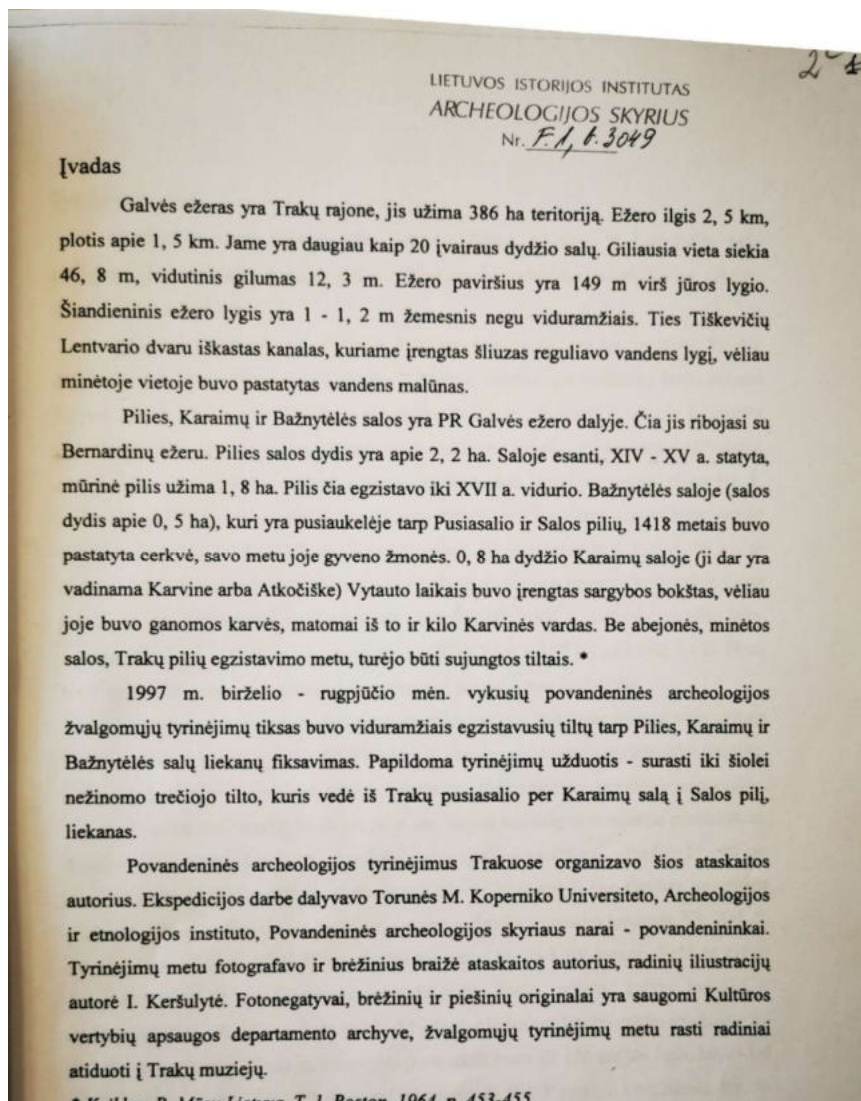 2
LIETUVOS ISTORIJOS INSTITUTAS
ARCHEOLOGIJOS SKYRIUS
Nr. F.1, b.3049
Įvadas
Galvės ežeras yra Trakų rajone, jis užima 386 ha teritoriją. Ežero ilgis 2, 5 km,
plotis apie 1, 5 km. Jame yra daugiau kaip 20 įvairaus dydžio salų. Giliausia vieta siekia
46, 8 m, vidutinis gilumas 12, 3 m. Ežero paviršius yra 149 m virš jūros lygio.
Šiandieninis ežero lygis yra 1 - 1, 2 m žemesnis negu viduramžiais. Ties Tiškevičių
Lentvario dvaru iškastas kanalas, kuriame įrengtas šliuzas reguliavo vandens lygį, vėliau
minėtoje vietoje buvo pastatytas vandens malūnas.
Pilies, Karaimų ir Bažnytėlės salos yra PR Galvės ežero dalyje. Čia jis ribojasi su
Bernardinų ežeru. Pilies salos dydis yra apie 2, 2 ha. Saloje esanti, XIV - XV a. statyta,
mūrinė pilis užima 1, 8 ha. Pilis čia egzistavo iki XVII a. vidurio. Bažnytėlės saloje (salos
dydis apie 0, 5 ha), kuri yra pusiaukelėje tarp Pusiasalio ir Salos pilių, 1418 metais buvo
pastatyta cerkvė, savo metu joje gyveno žmonės. 0, 8 ha dydžio Karaimų saloje (ji dar yra
vadinama Karvine arba Atkočiške) Vytauto laikais buvo įrengtas sargybos bokštas, vėliau
joje buvo ganomos karvės, matomai iš to ir kilo Karvinės vardas. Be abejonės, minėtos
salos, Trakų pilių egzistavimo metu, turėjo būti sujungtos tiltais. *
1997 m. birželio - rugpjūčio mėn. vykusių povandeninės archeologijos
žvalgomųjų tyrinėjimų tiksas buvo viduramžiais egzistavusių tiltų tarp Pilies, Karaimų ir
Bažnytėlės salų liekanų fiksavimas. Papildoma tyrinėjimų užduotis - surasti iki šiolei
nežinomo trečiojo tilto, kuris vedė iš Trakų pusiasalio per Karaimų salą į Salos pilį,
liekanas.
Povandeninės archeologijos tyrinėjimus Trakuose organizavo šios ataskaitos
autorius. Ekspedicijos darbe dalyvavo Torunės M. Koperniko Universiteto, Archeologijos
ir etnologijos instituto, Povandeninės archeologijos skyriaus narai - povandenininkai.
Tyrinėjimų metu fotografavo ir brėžinius braižė ataskaitos autorius, radinių iliustracijų
autorė I. Keršulytė. Fotonegatyvai, brėžinių ir piešinių originalai yra saugomi Kultūros
vertybių apsaugos departamento archyve, žvalgomųjų tyrinėjimų metu rasti radiniai
atiduoti į Trakų muziejų.
T. 1. Boston, 1964, p. 453-455